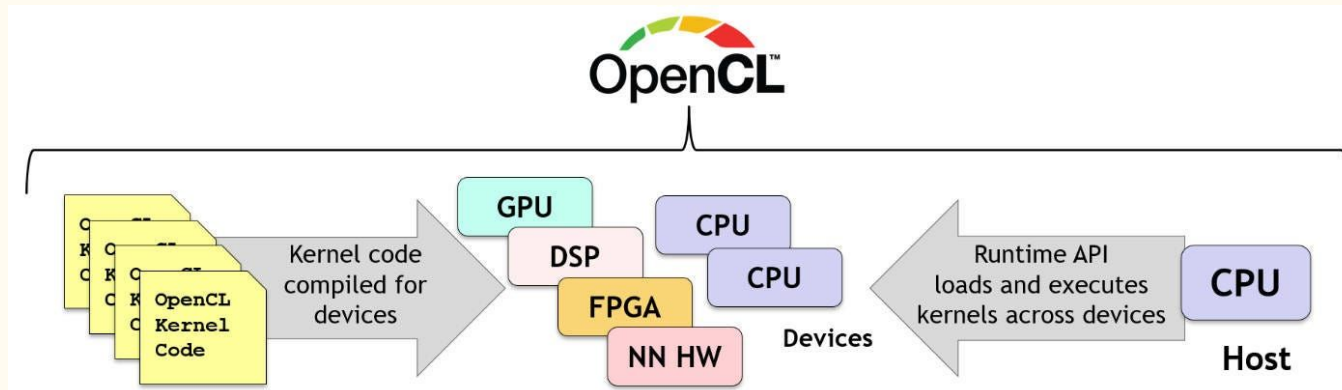 OpenCL™
O
K
C
O
K
C
O
K
C
OpenCL
Kernel
Code
Kernel code
compiled for
devices
GPU
DSP
FPGA
NN HW
CPU
CPU
Devices
Runtime API
loads and executes
kernels across devices
CPU
Host